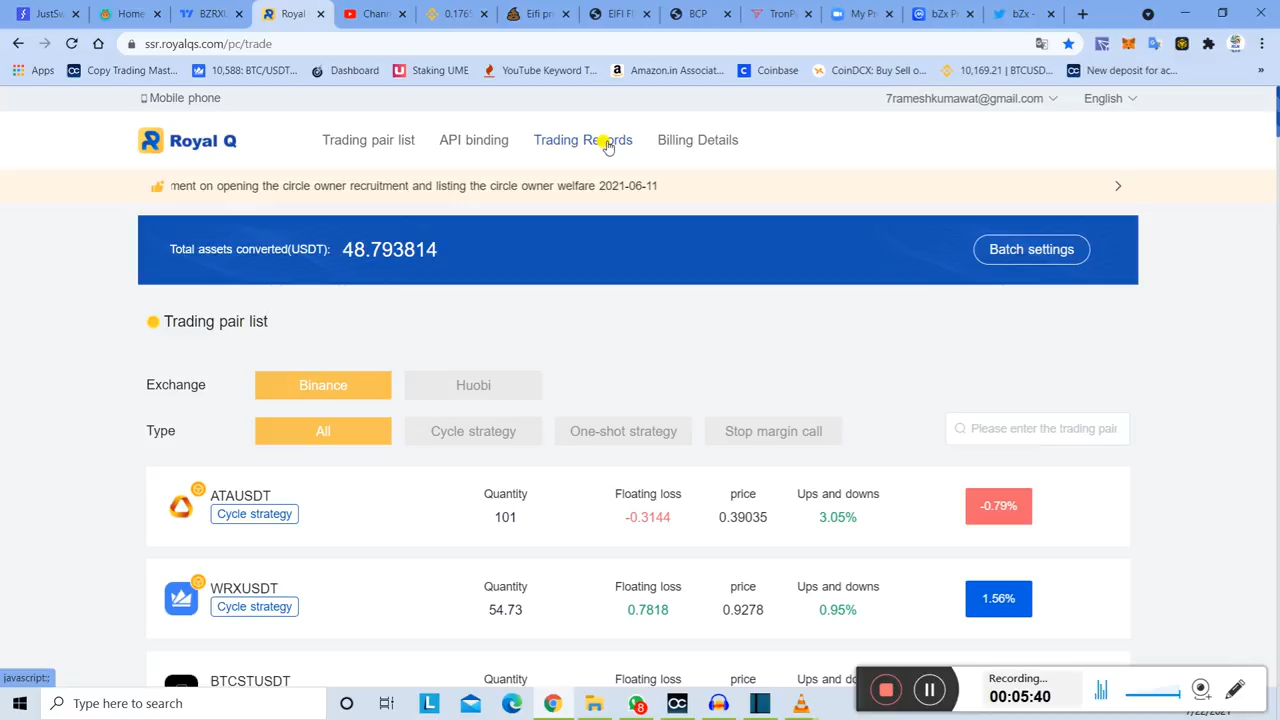 JustSw
Home
BZRXU
Royal
Chann
0.1765
Eifi pr
EIFI FI
BCP
TronP
My Pr
bZx P
bZx -
ssr.royalqs.com/pc/trade
Apps
Copy Trading Mast...
10,588: BTC/USDT...
Dashboard
Staking UME
YouTube Keyword T...
Amazon.in Associat...
Coinbase
CoinDCX: Buy Sell o...
10,169.21 | BTCUSD...
New deposit for ac...
»
Mobile phone
7rameshkumawat@gmail.com
English
Royal Q
Trading pair list
API binding
Trading Records
Billing Details
ment on opening the circle owner recruitment and listing the circle owner welfare 2021-06-11
Total assets converted(USDT): 48.793814
Batch settings
Trading pair list
Exchange
Binance
Huobi
Type
All
Cycle strategy
One-shot strategy
Stop margin call
Please enter the trading pair
ATAUSDT
Cycle strategy
Quantity
101
Floating loss
-0.3144
price
0.39035
Ups and downs
3.05%
-0.79%
WRXUSDT
Cycle strategy
Quantity
54.73
Floating loss
0.7818
price
0.9278
Ups and downs
0.95%
1.56%
BTCSTUSDT
Quantity
Floating loss
price
Ups and downs
javascript:;
Recording...
00:05:40
Type here to search
L
8